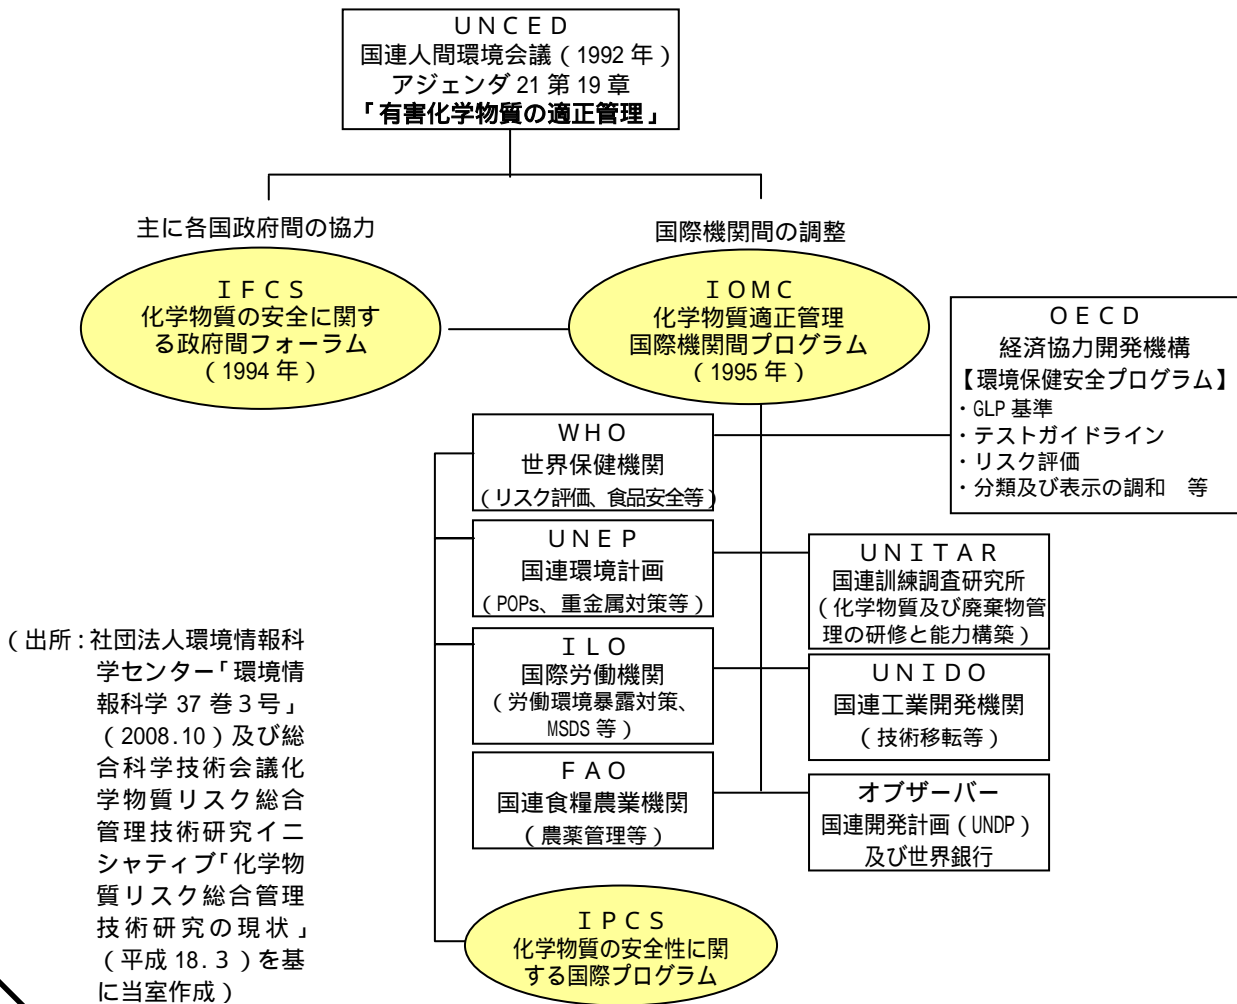 ＵＮＣＥＤ
国連人間環境会議（1992 年）
アジェンダ 21 第 19 章
「有害化学物質の適正管理」
主に各国政府間の協力
国際機関間の調整
ＩＦＣＳ
化学物質の安全に関す
る政府間フォーラム
（1994 年）
ＩＯＭＣ
化学物質適正管理
国際機関間プログラム
（1995 年）
ＯＥＣＤ
経済協力開発機構
【環境保健安全プログラム】
・GLP 基準
・テストガイドライン
・リスク評価
・分類及び表示の調和　等
ＷＨＯ
世界保健機関
（リスク評価、食品安全等）
ＵＮＥＰ
国連環境計画
（POPs、重金属対策等）
ＵＮＩＴＡＲ
国連訓練調査研究所
（化学物質及び廃棄物管
理の研修と能力構築）
ＩＬＯ
国際労働機関
（労働環境暴露対策、
MSDS 等）
ＵＮＩＤＯ
国連工業開発機関
（技術移転等）
ＦＡＯ
国連食糧農業機関
（農薬管理等）
オブザーバー
国連開発計画（UNDP）
及び世界銀行
ＩＰＣＳ
化学物質の安全性に関
する国際プログラム
（出所：社団法人環境情報科
学センター「環境情
報科学 37 巻３号」
（2008.10）及び総
合科学技術会議化
学物質リスク総合
管理技術研究イニ
シャティブ「化学物
質リスク総合管理
技術研究の現状」
（平成 18.３）を基
に当室作成）